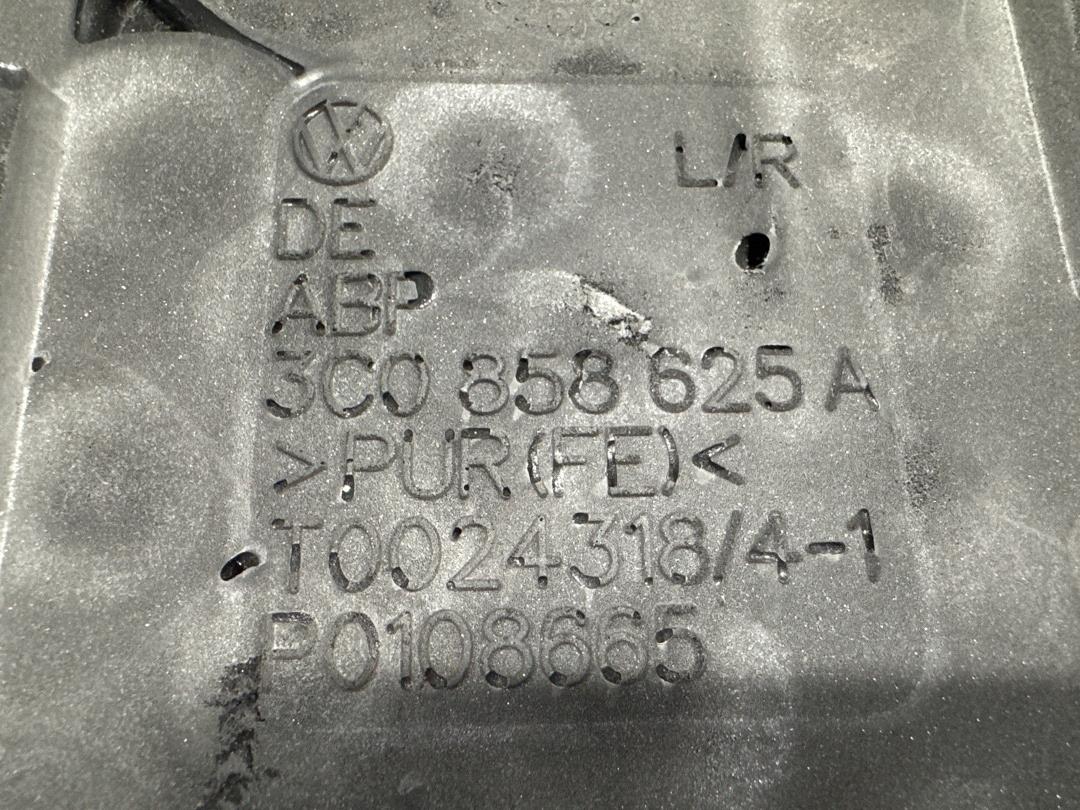 L/R
DE
ABP
3C0 858 625 A
>PUR(FE)<
T0024318/4-1
P0108665